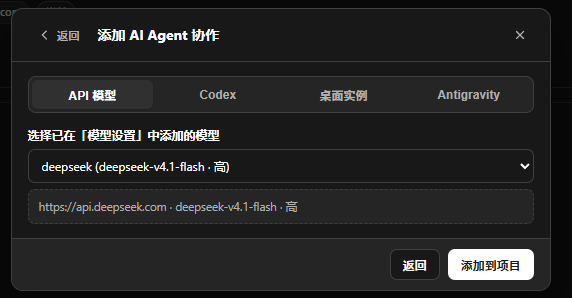 返回 添加 AI Agent 协作
API 模型 Codex 桌面实例 Antigravity
选择已在「模型设置」中添加的模型
deepseek (deepseek-v4.1-flash · 高)
https://api.deepseek.com · deepseek-v4.1-flash · 高
返回 添加到项目